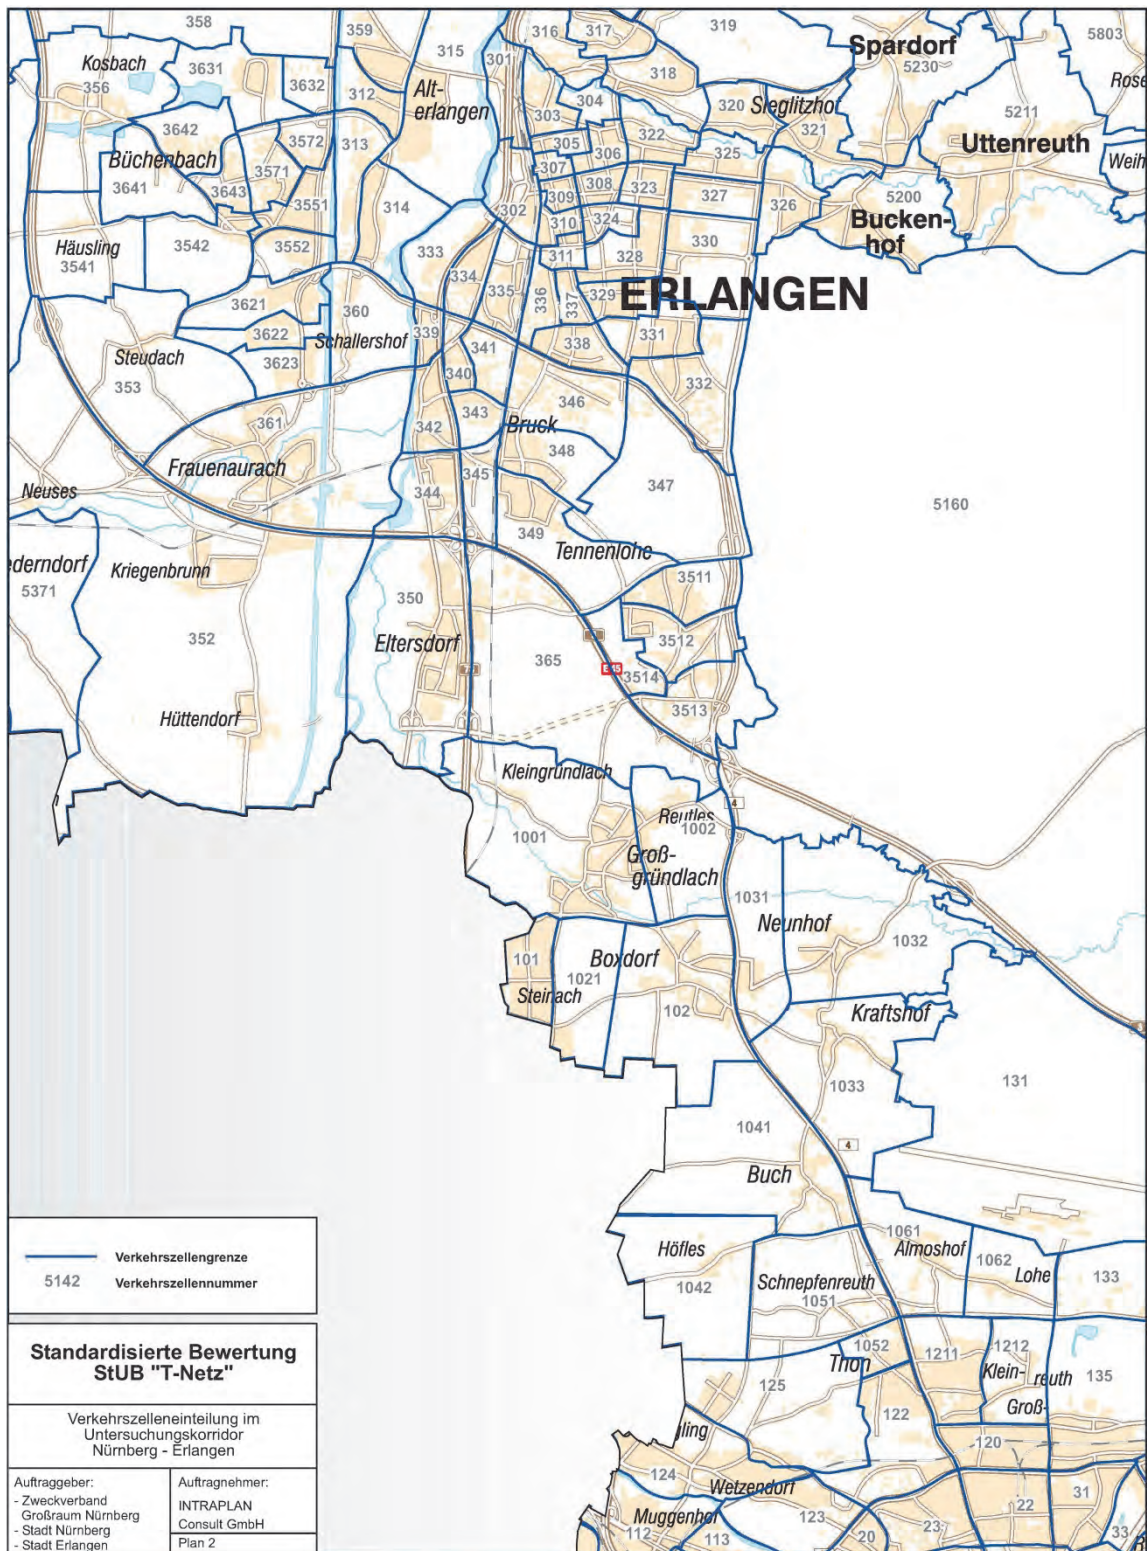 358
359
315
316
317
319
5803
Spardorf
5230
Kosbach
356
3631
3632
312
Alt-
erlangen
301
318
304
303
320
Sieglitzho
321
5211
Rose
Uttenreuth
Weih
3642
Büchenbach
3641
3643
3571
3572
313
305
306
322
325
307
308
323
309
310
324
302
311
327
326
5200
Bucken-
hof
3551
3552
314
Häusling
3541
3542
333
334
335
336
337
328
329
330
ERLANGEN
3621
3622
3623
360
Schallershof
339
341
338
331
Steudach
353
340
332
361
342
343
346
Bruck
348
Frauenaurach
Neuses
344
345
347
5160
349
Tennenlohe
ederndorf
5371
Kriegenbrunn
352
350
Eltersdorf
365
3511
3512
3514
3513
Hüttendorf
Kleingründlach
1001
Reutles
1002
4
Groß-
gründlach
1031
Neunhof
1032
101
Steinach
1021
Boxdorf
102
Kraftshof
1033
131
1041
4
Buch
Höfles
1042
1061
Almoshof
1062
Lohe
133
Schnepfenreuth
1051
1052
Thon
1211
1212
Klein-
reuth
Groß-
135
125
122
120
gling
124
Wetzendorf
Muggenhof
112
113
123
20
23
22
31
33
Verkehrszellengrenze
5142 Verkehrszellennummer
Standardisierte Bewertung
StUB "T-Netz"
Verkehrszelleneinteilung im
Untersuchungskorridor
Nürnberg - Erlangen
Auftraggeber:
- Zweckverband
Großraum Nürnberg
- Stadt Nürnberg
- Stadt Erlangen
Auftragnehmer:
INTRAPLAN
Consult GmbH
Plan 2